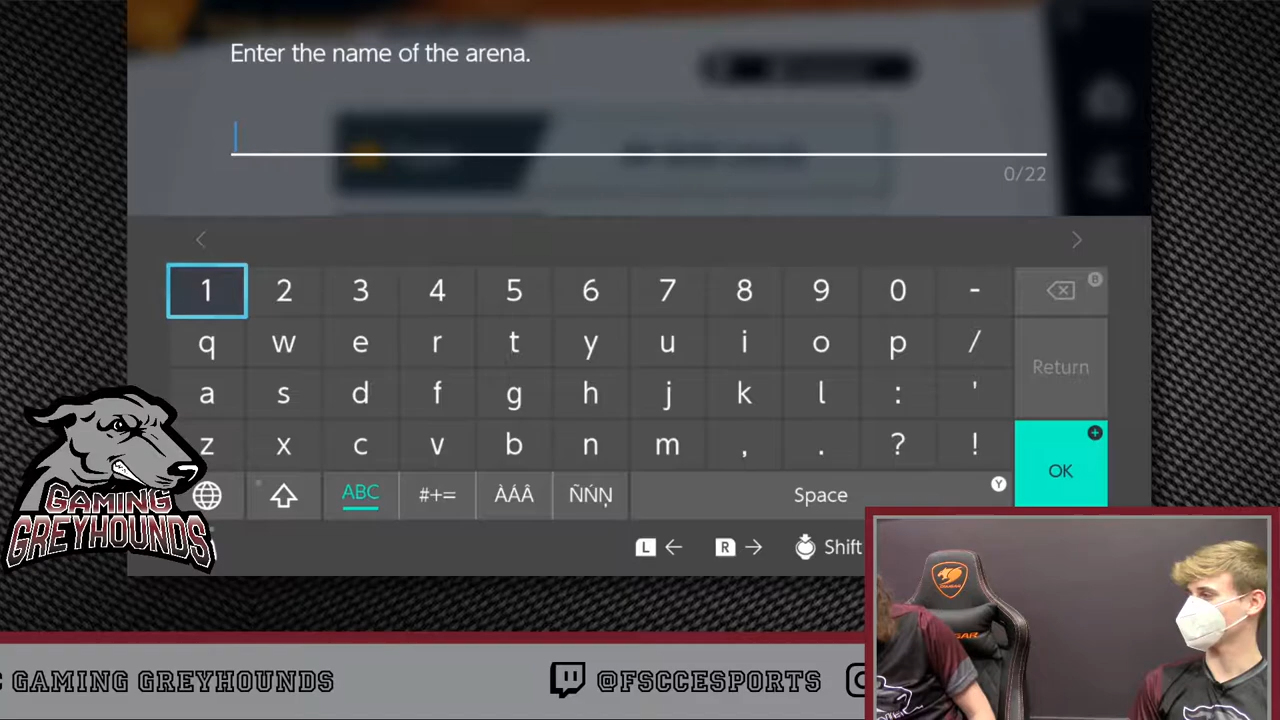 Enter the name of the arena.
0/22
1 2 3 4 5 6 7 8 9 0 - B
q w e r t y u i o p /
Return
a s d f g h j k l : '
z x c v b n m , . ? ! +
OK
ABC #+= ÀÁÂ ÑŃŅ Space Y
L ← R → Shift
GAMING
GREYHOUNDS
GAMING GREYHOUNDS @FSCCESPORTS